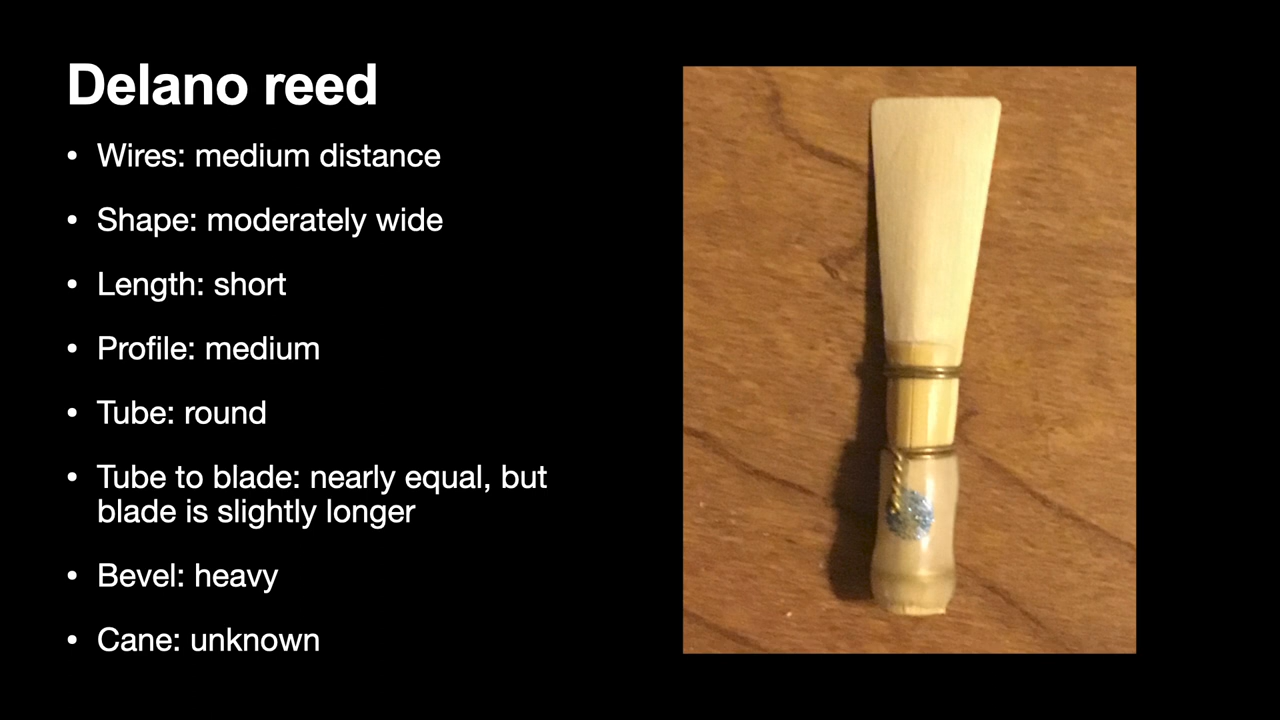 Delano reed
• Wires: medium distance
• Shape: moderately wide
• Length: short
• Profile: medium
• Tube: round
• Tube to blade: nearly equal, but
blade is slightly longer
• Bevel: heavy
• Cane: unknown